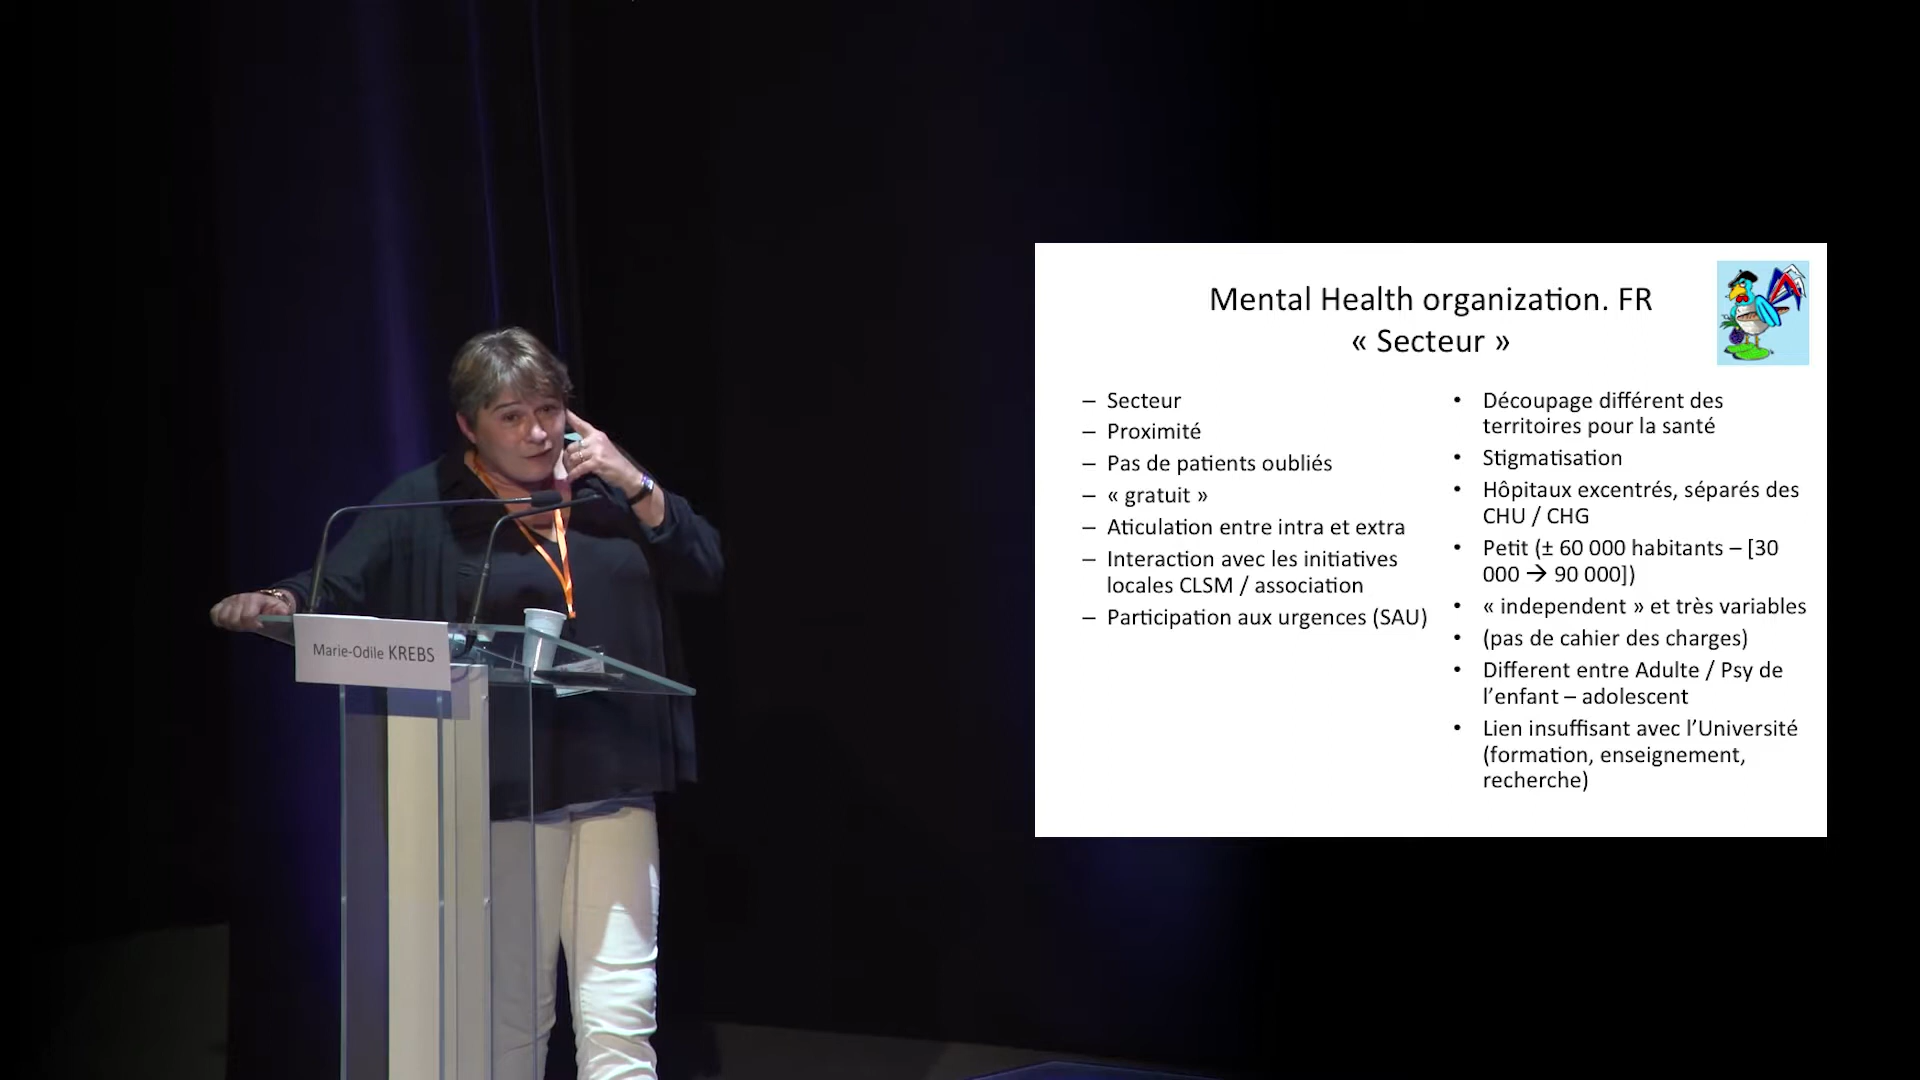 Marie-Odile KREBS
Mental Health organization. FR
« Secteur »
– Secteur
– Proximité
– Pas de patients oubliés
– « gratuit »
– Aticulation entre intra et extra
– Interaction avec les initiatives
locales CLSM / association
– Participation aux urgences (SAU)
• Découpage différent des
territoires pour la santé
• Stigmatisation
• Hôpitaux excentrés, séparés des
CHU / CHG
• Petit (± 60 000 habitants – [30
000 → 90 000])
• « independent » et très variables
• (pas de cahier des charges)
• Different entre Adulte / Psy de
l’enfant – adolescent
• Lien insuffisant avec l’Université
(formation, enseignement,
recherche)